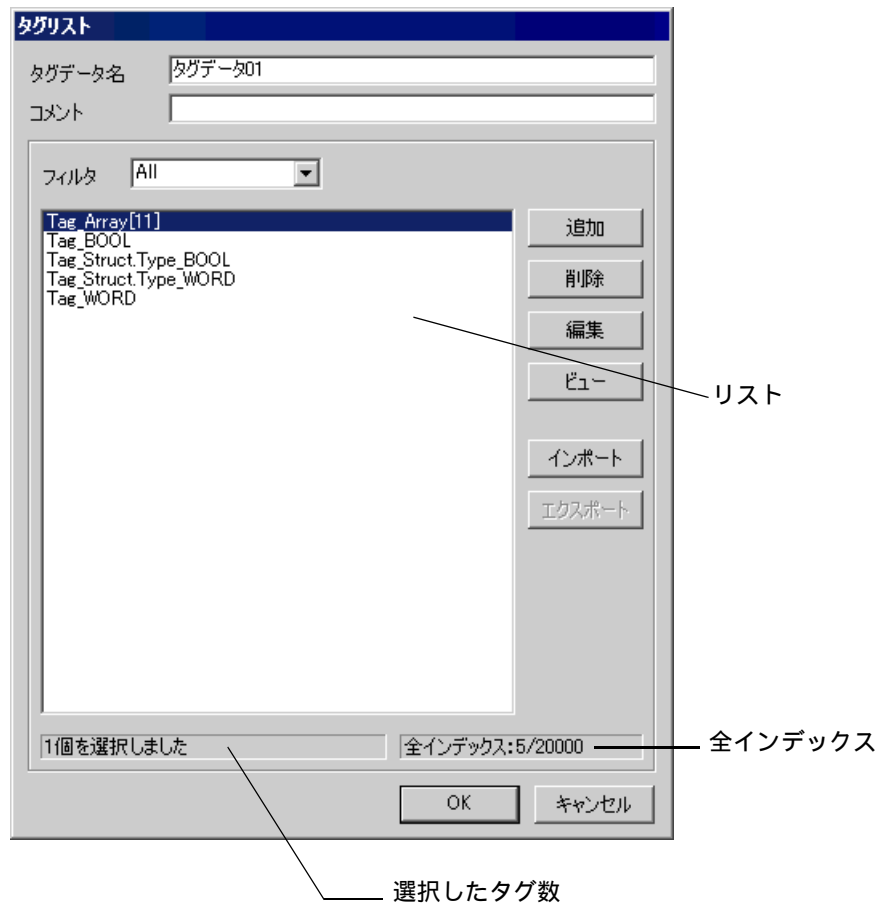 タグリスト
タグデータ名 タグデータ01
コメント
フィルタ All
Tag_Array[11]
Tag_BOOL
Tag_Struct.Type_BOOL
Tag_Struct.Type_WORD
Tag_WORD
追加
削除
編集
ビュー
リスト
インポート
エクスポート
1個を選択しました 全インデックス:5/20000 全インデックス
OK キャンセル
選択したタグ数